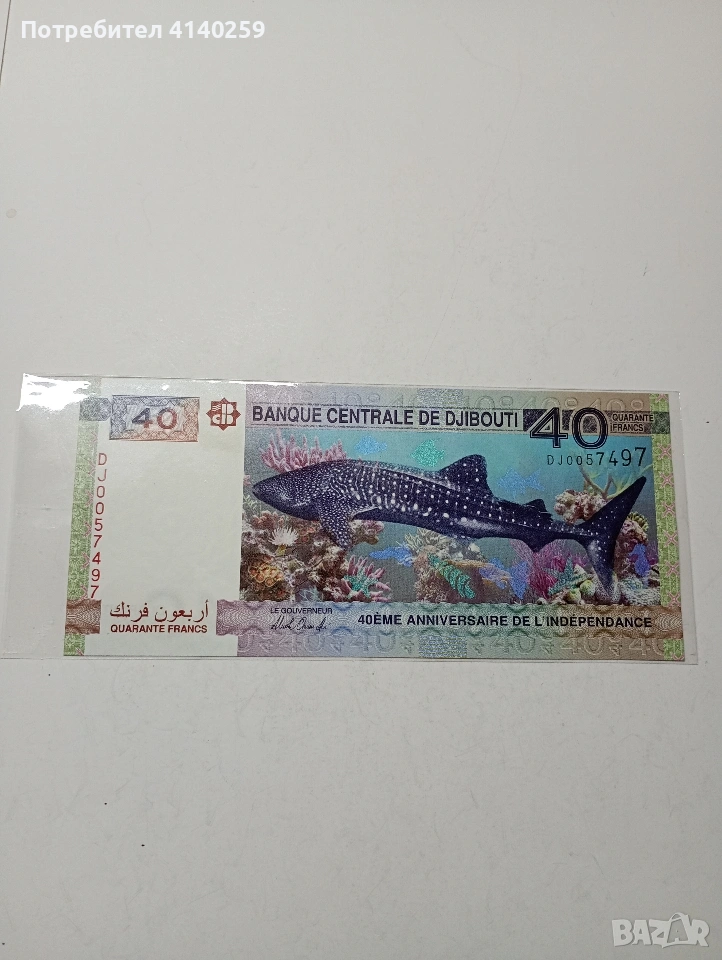 Потребител 4140259
40
BANQUE CENTRALE DE DJIBOUTI
40
QUARANTE
FRANCS
DJ0057497
DJ0057497
أربعون فرنك
QUARANTE FRANCS
LE GOUVERNEUR
40ÈME ANNIVERSAIRE DE L'INDÉPENDANCE
BAZAR